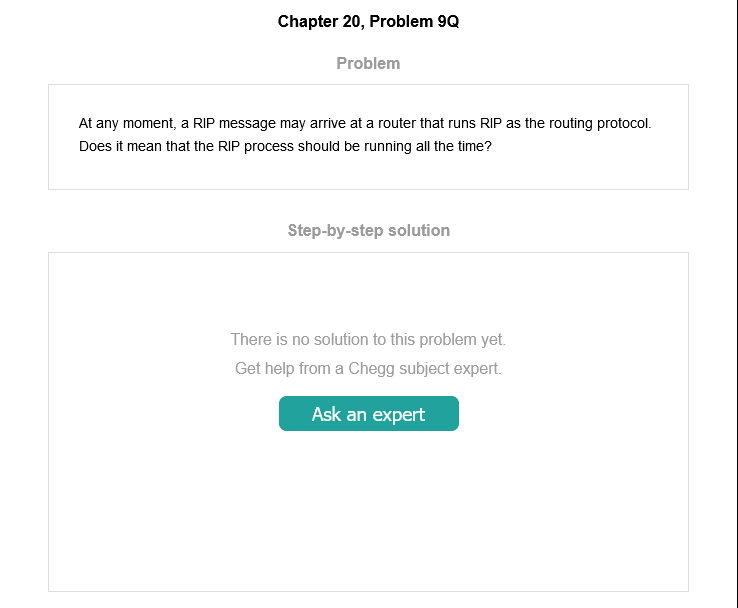 Chapter 20, Problem 9Q
Problem
At any moment, a RIP message may arrive at a router that runs RIP as the routing protocol.
Does it mean that the RIP process should be running all the time?
Step-by-step solution
There is no solution to this problem yet.
Get help from a Chegg subject expert.
Ask an expert